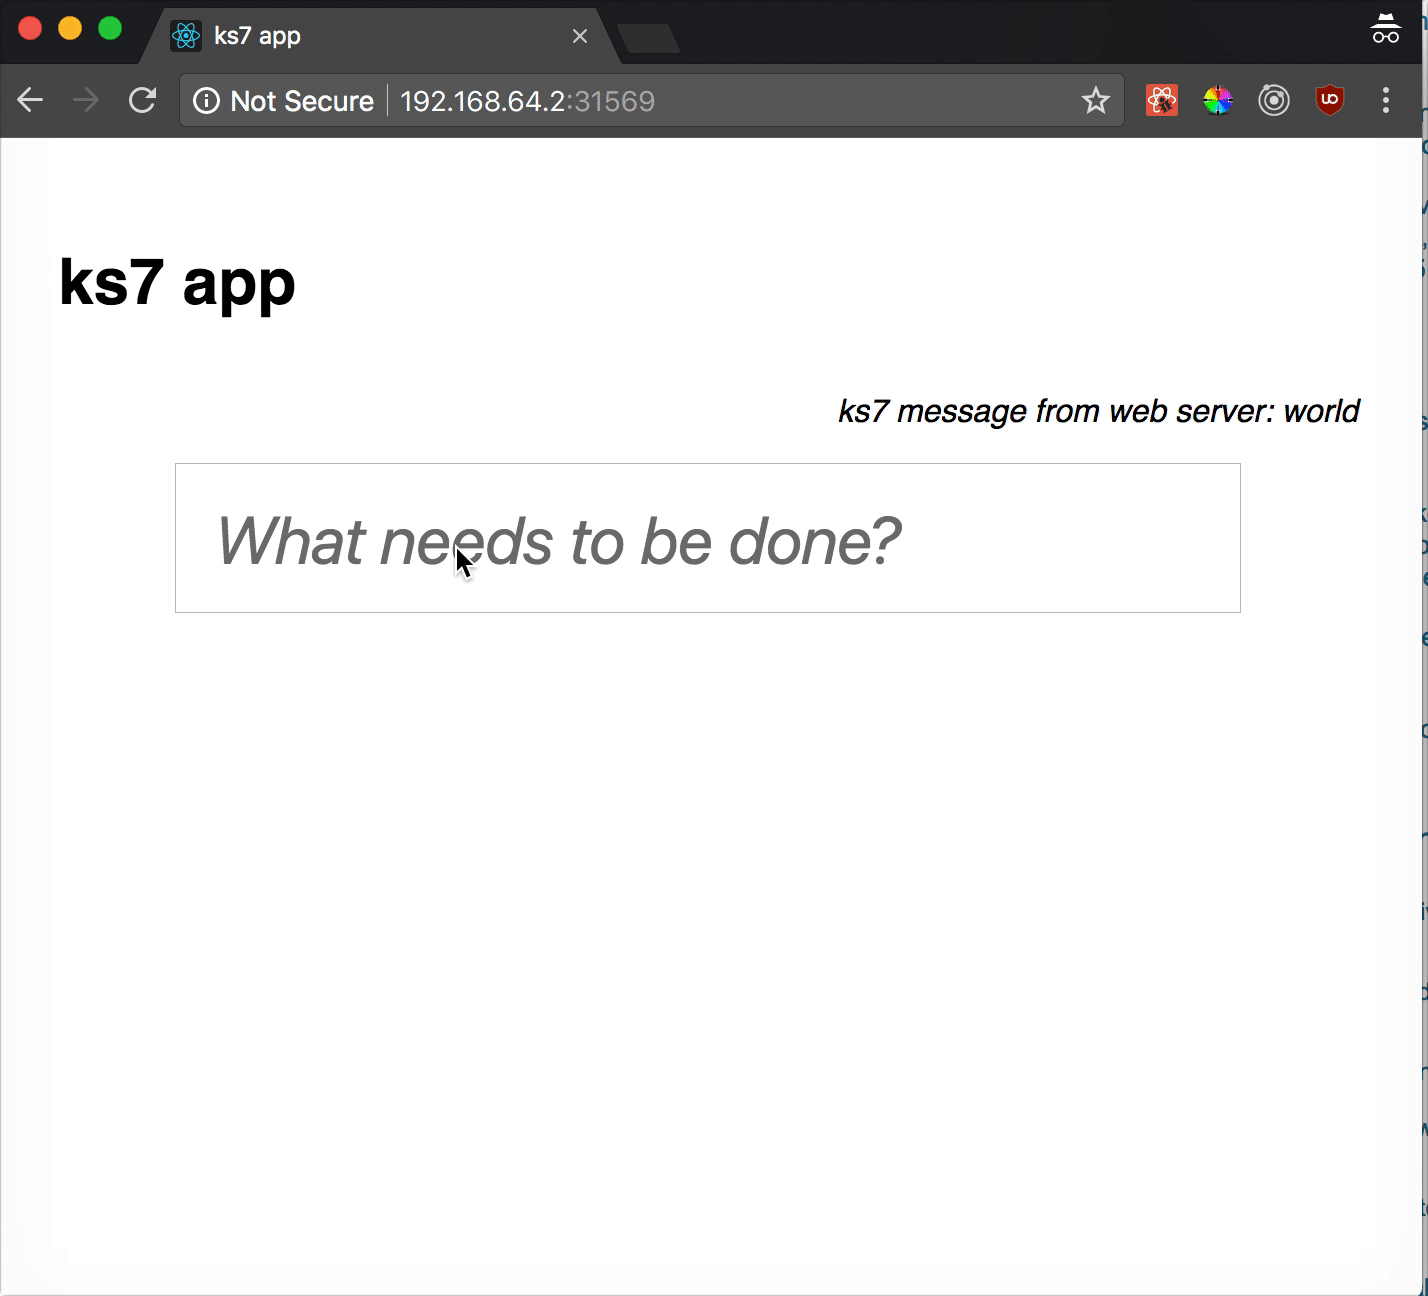 ks7 app
Not Secure 192.168.64.2:31569
ks7 app
ks7 message from web server: world
What needs to be done?